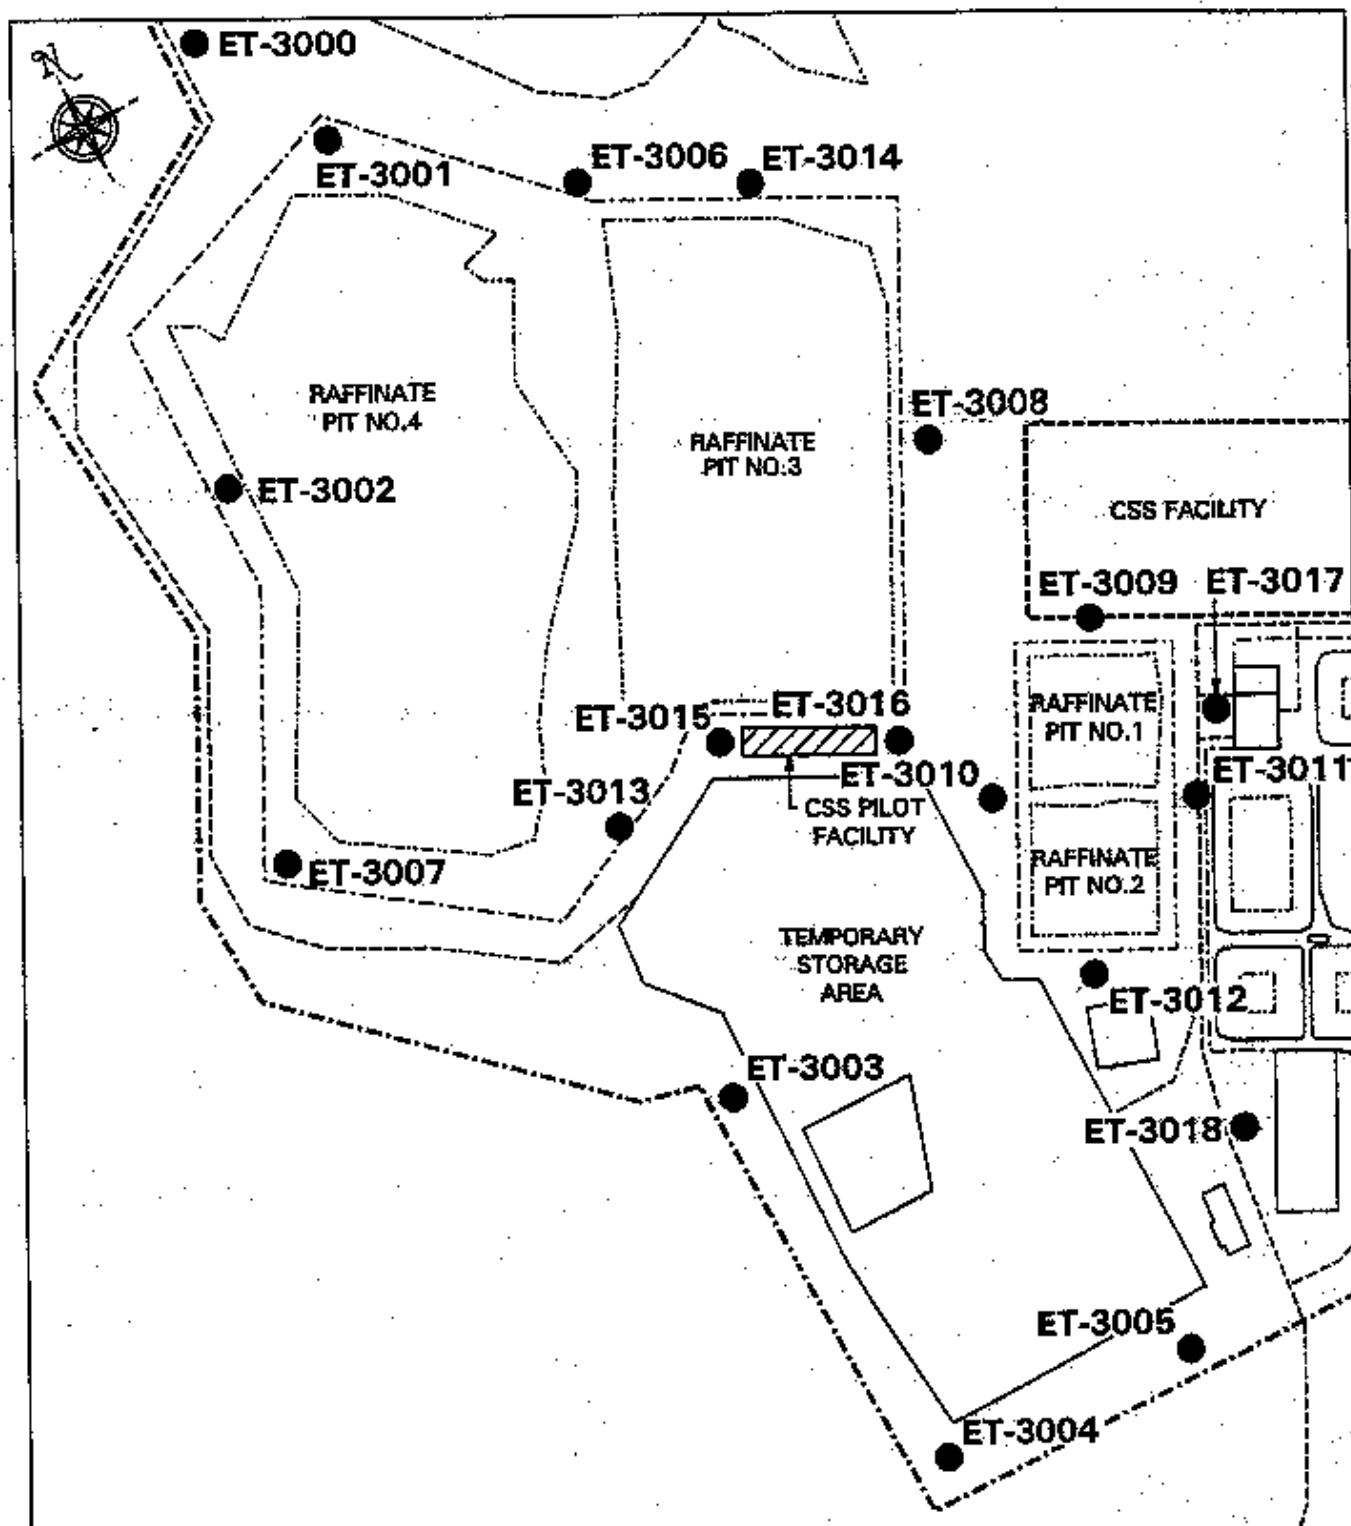 ET-3000
N
ET-3001
ET-3006
ET-3014
RAFFINATE
PIT NO.4
ET-3008
RAFFINATE
PIT NO.3
ET-3002
CSS FACILITY
ET-3009
ET-3017
RAFFINATE
PIT NO.1
ET-3015
ET-3016
ET-3010
ET-3011
ET-3013
CSS PILOT
FACILITY
ET-3007
RAFFINATE
PIT NO.2
TEMPORARY
STORAGE
AREA
ET-3012
ET-3003
ET-3018
ET-3005
ET-3004